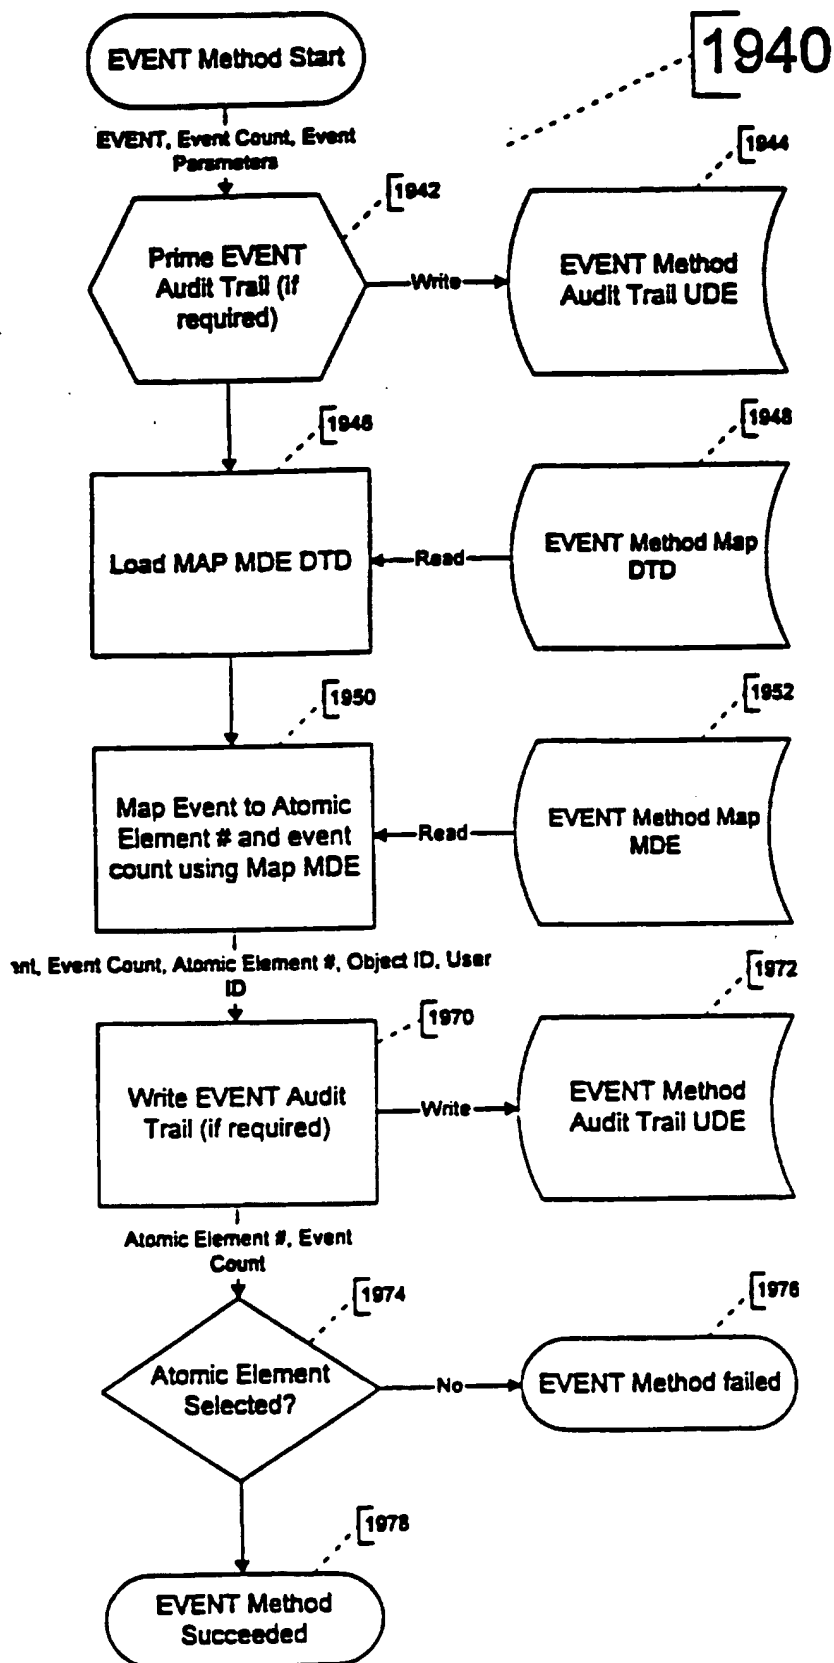 EVENT Method Start
1940
EVENT, Event Count, Event
Parameters
1942
1944
Prime EVENT
Audit Trail (if
required)
Write
EVENT Method
Audit Trail UDE
1946
1948
Load MAP MDE DTD
Read
EVENT Method Map
DTD
1950
1952
Map Event to Atomic
Element # and event
count using Map MDE
Read
EVENT Method Map
MDE
nt, Event Count, Atomic Element #, Object ID, User
ID
1970
1972
Write EVENT Audit
Trail (if required)
Write
EVENT Method
Audit Trail UDE
Atomic Element #, Event
Count
1974
1976
Atomic Element
Selected?
No
EVENT Method failed
1978
EVENT Method
Succeeded